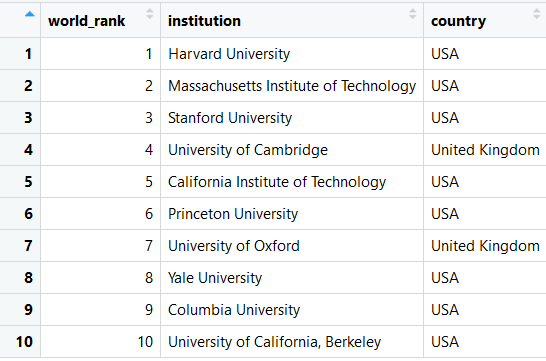 world_rank institution country
1 1 Harvard University USA
2 2 Massachusetts Institute of Technology USA
3 3 Stanford University USA
4 4 University of Cambridge United Kingdom
5 5 California Institute of Technology USA
6 6 Princeton University USA
7 7 University of Oxford United Kingdom
8 8 Yale University USA
9 9 Columbia University USA
10 10 University of California, Berkeley USA